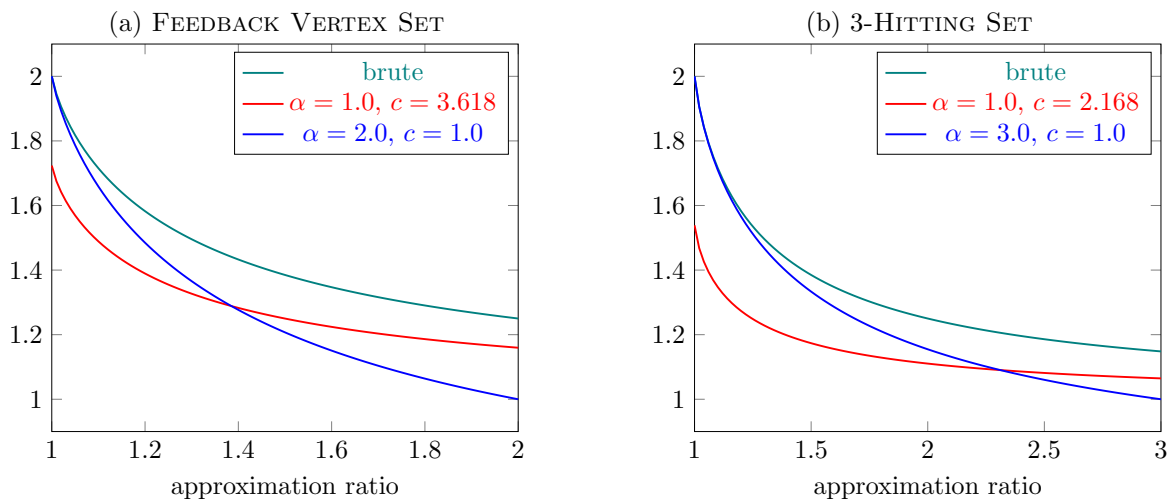 (a) FEEDBACK VERTEX SET
2
1.8
1.6
1.4
1.2
1
brute
α = 1.0, c = 3.618
α = 2.0, c = 1.0
1 1.2 1.4 1.6 1.8 2
approximation ratio
(b) 3-HITTING SET
2
1.8
1.6
1.4
1.2
1
brute
α = 1.0, c = 2.168
α = 3.0, c = 1.0
1 1.5 2 2.5 3
approximation ratio